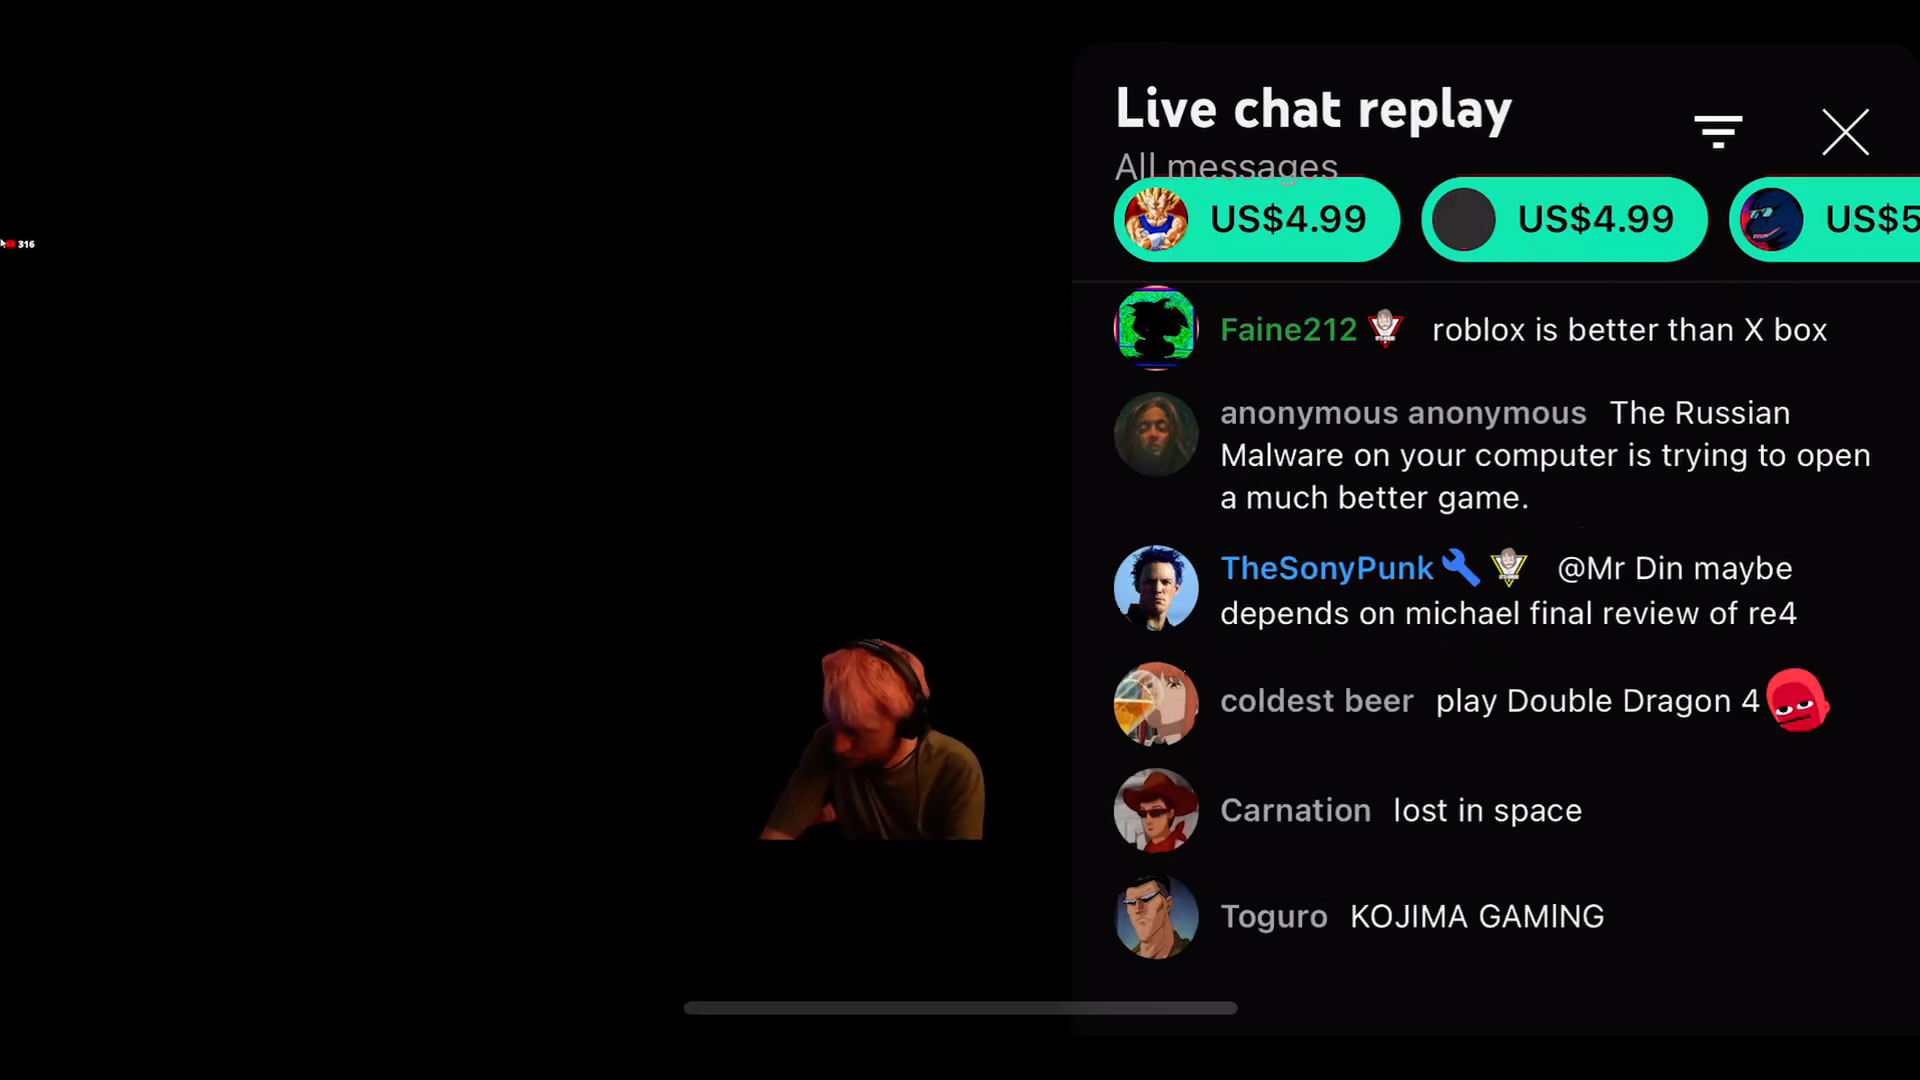 Live chat replay
All messages
US$4.99 US$4.99 US$5
316
Faine212 roblox is better than X box
anonymous anonymous The Russian
Malware on your computer is trying to open
a much better game.
TheSonyPunk @Mr Din maybe
depends on michael final review of re4
coldest beer play Double Dragon 4
Carnation lost in space
Toguro KOJIMA GAMING